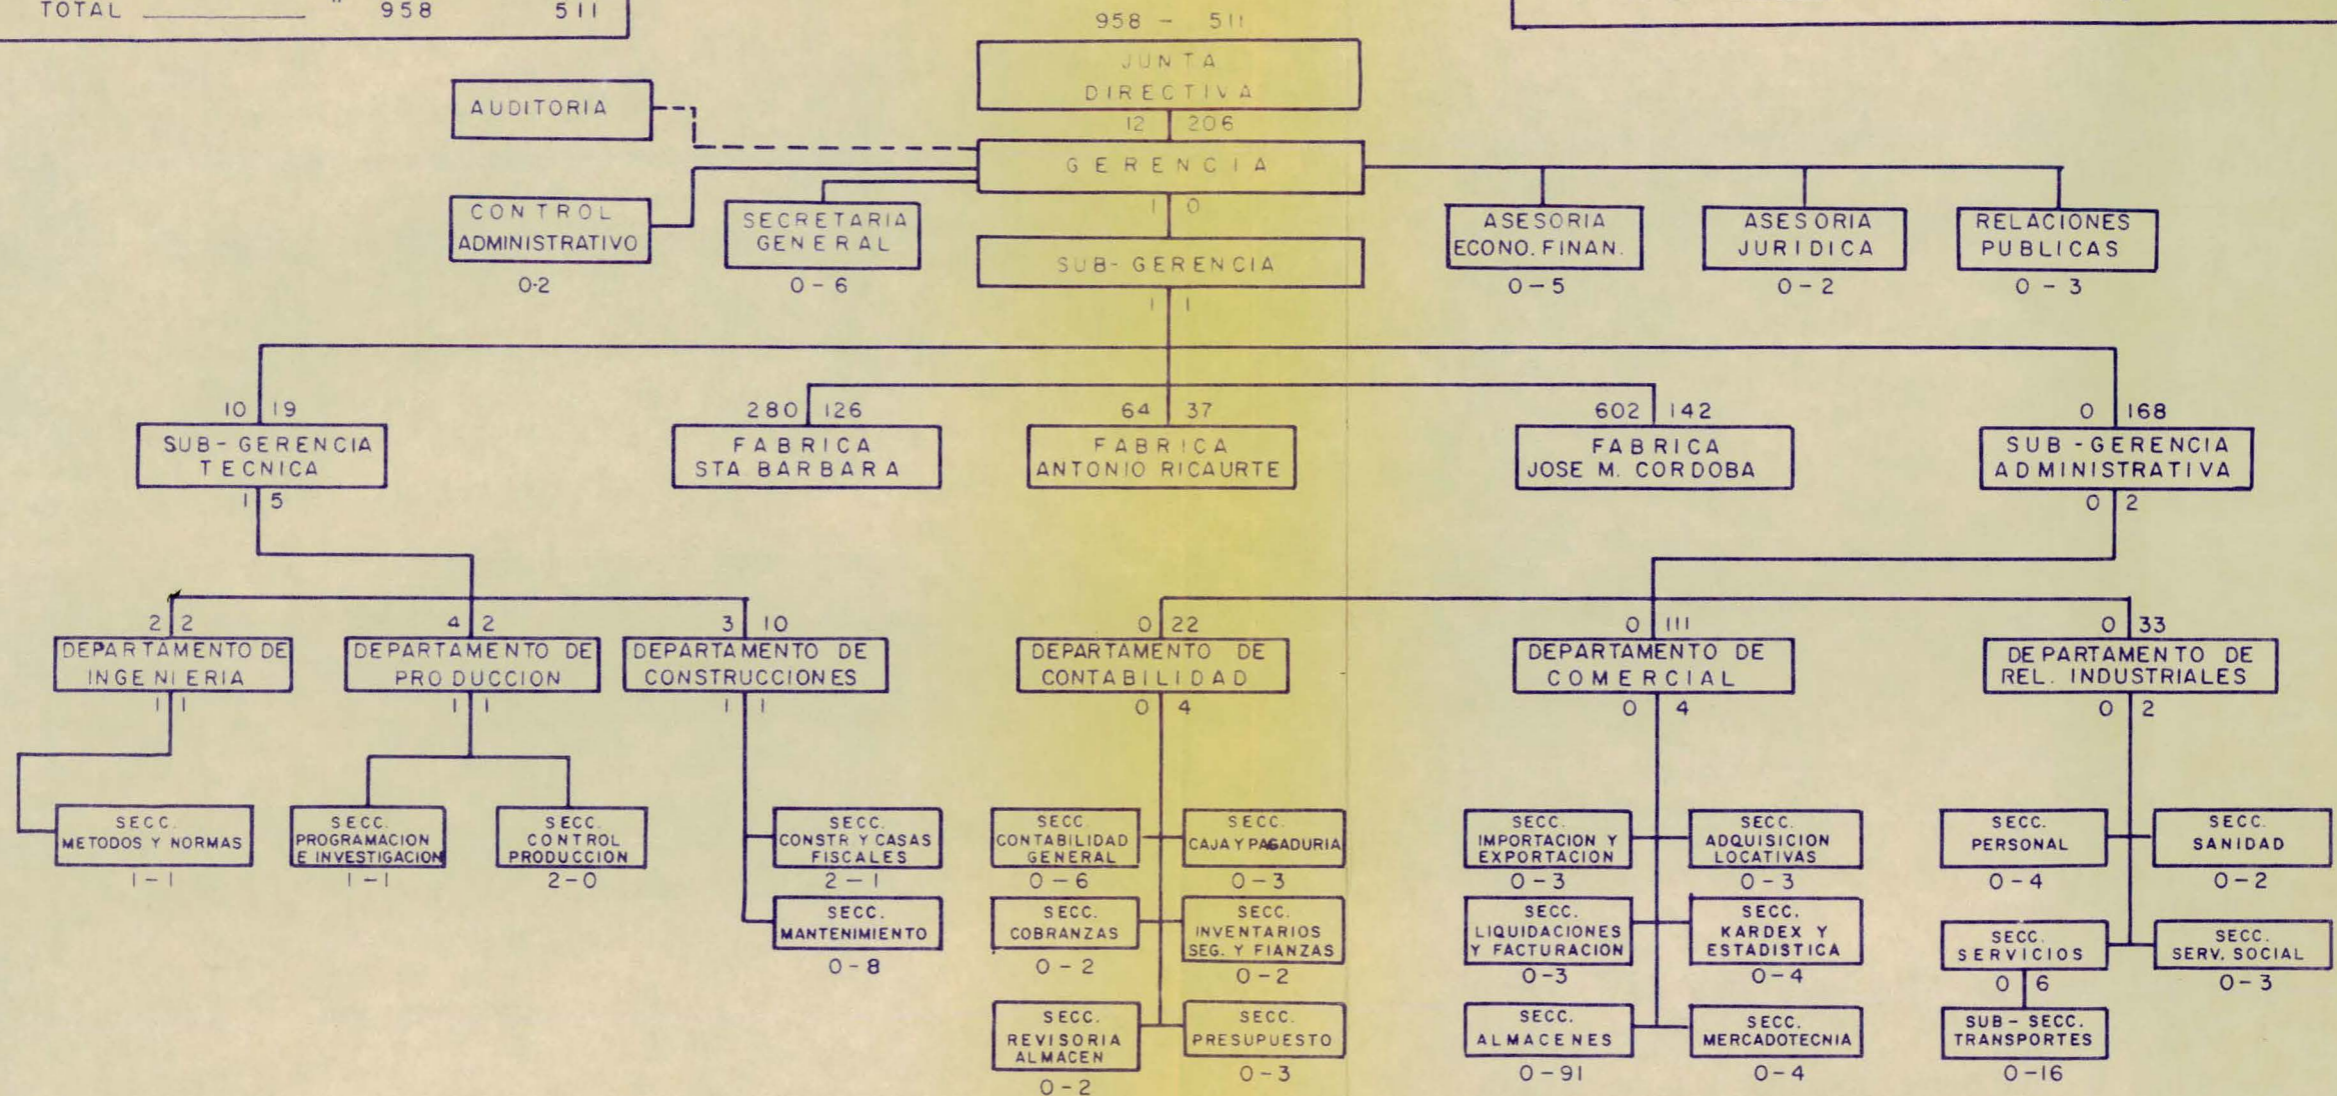 TOTAL ____________ " 958 511
958 - 511
JUNTA
DIRECTIVA
12 206
AUDITORIA
GERENCIA
1 0
CONTROL
ADMINISTRATIVO
0-2
SECRETARIA
GENERAL
0-6
SUB-GERENCIA
1 1
ASESORIA
ECONO. FINAN.
0-5
ASESORIA
JURIDICA
0-2
RELACIONES
PUBLICAS
0-3
10 19
SUB-GERENCIA
TECNICA
1 5
280 126
FABRICA
STA BARBARA
64 37
FABRICA
ANTONIO RICAURTE
602 142
FABRICA
JOSE M. CORDOBA
0 168
SUB-GERENCIA
ADMINISTRATIVA
0 2
2 2
DEPARTAMENTO DE
INGENIERIA
1 1
4 2
DEPARTAMENTO DE
PRODUCCION
1 1
3 10
DEPARTAMENTO DE
CONSTRUCCIONES
1 1
0 22
DEPARTAMENTO DE
CONTABILIDAD
0 4
0 111
DEPARTAMENTO DE
COMERCIAL
0 4
0 33
DEPARTAMENTO DE
REL. INDUSTRIALES
0 2
SECC.
METODOS Y NORMAS
1-1
SECC.
PROGRAMACION
E INVESTIGACION
1-1
SECC.
CONTROL
PRODUCCION
2-0
SECC.
CONSTR Y CASAS
FISCALES
2-1
SECC.
MANTENIMIENTO
0-8
SECC.
CONTABILIDAD
GENERAL
0-6
SECC.
CAJA Y PAGADURIA
0-3
SECC.
COBRANZAS
0-2
SECC.
INVENTARIOS
SEG. Y FIANZAS
0-2
SECC.
REVISORIA
ALMACEN
0-2
SECC.
PRESUPUESTO
0-3
SECC.
IMPORTACION Y
EXPORTACION
0-3
SECC.
ADQUISICION
LOCATIVAS
0-3
SECC.
LIQUIDACIONES
Y FACTURACION
0-3
SECC.
KARDEX Y
ESTADISTICA
0-4
SECC.
ALMACENES
0-91
SECC.
MERCADOTECNIA
0-4
SECC.
PERSONAL
0-4
SECC.
SANIDAD
0-2
SECC.
SERVICIOS
0 6
SECC.
SERV. SOCIAL
0-3
SUB-SECC.
TRANSPORTES
0-16